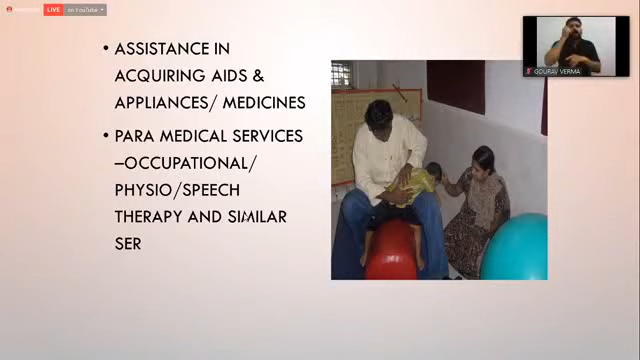 LIVE on YouTube
GOURAV VERMA
• ASSISTANCE IN
ACQUIRING AIDS &
APPLIANCES/ MEDICINES
• PARA MEDICAL SERVICES
–OCCUPATIONAL/
PHYSIO/SPEECH
THERAPY AND SIMILAR
SER